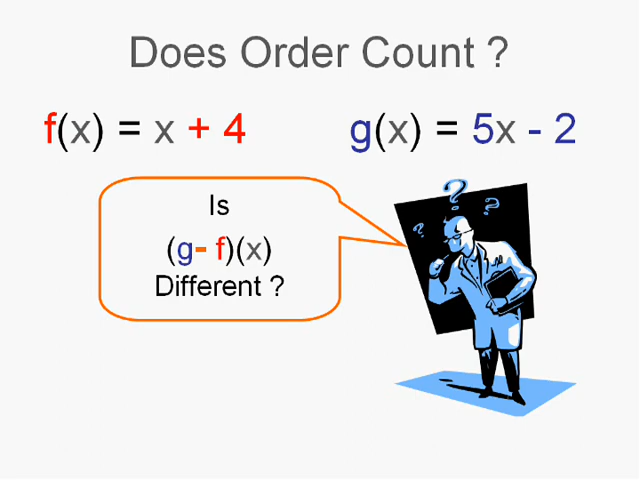 Does Order Count ?
f(x) = x + 4
g(x) = 5x - 2
Is
(g- f)(x)
Different ?
? ? ?